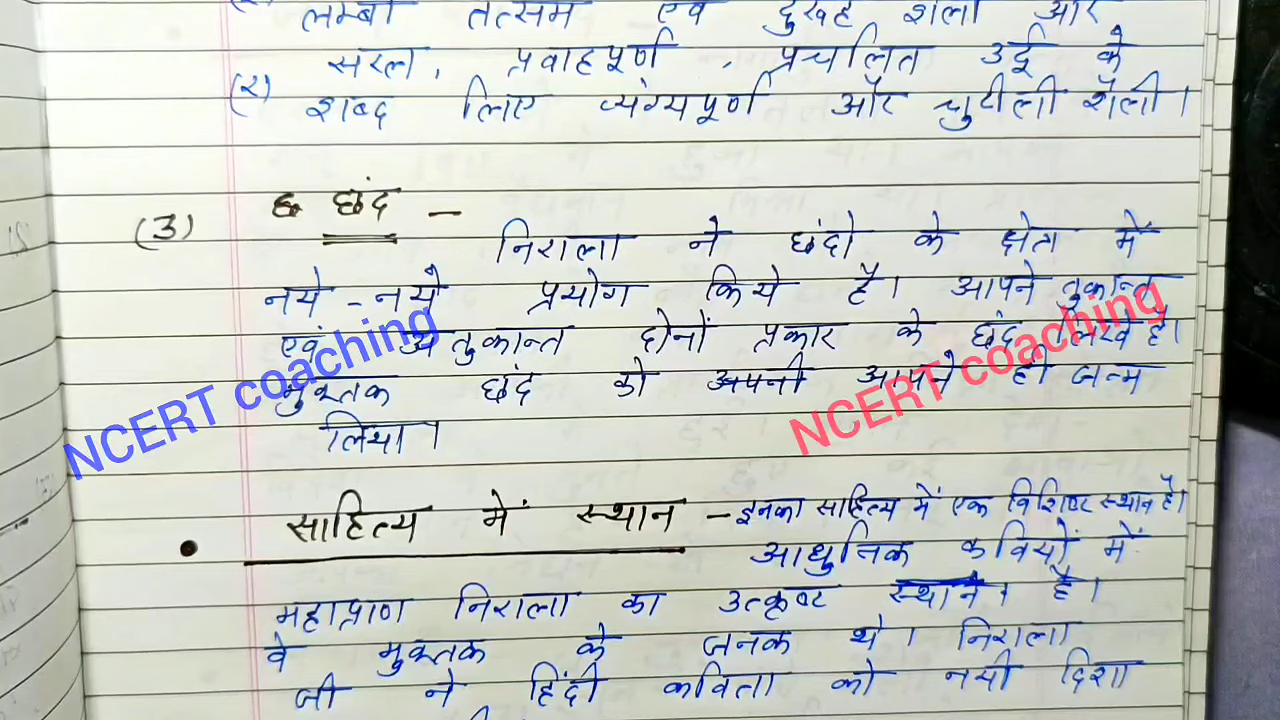 लम्बी तत्सम एवं दुरूह शैली और
सरल, प्रवाहपूर्ण, प्रचलित उर्दू के
(२) शब्द लिए व्यंग्यपूर्ण और चुटीली शैली।
(3) छंद –
निराला ने छंदो के क्षेत्र में
नये-नये प्रयोग किये है। आपने तुकान्त
एवं अतुकान्त दोनों प्रकार के छंद लिखे है।
मुक्तक छंद को अपनी आपने ही जन्म
लिया।
साहित्य में स्थान – इनका साहित्य में एक विशिष्ट स्थान है।
आधुनिक कवियों में
महाप्राण निराला का उत्कृष्ट स्थान है।
वे मुक्तक के जनक थे। निराला
जी ने हिंदी कविता को नयी दिशा
NCERT coaching
NCERT coaching